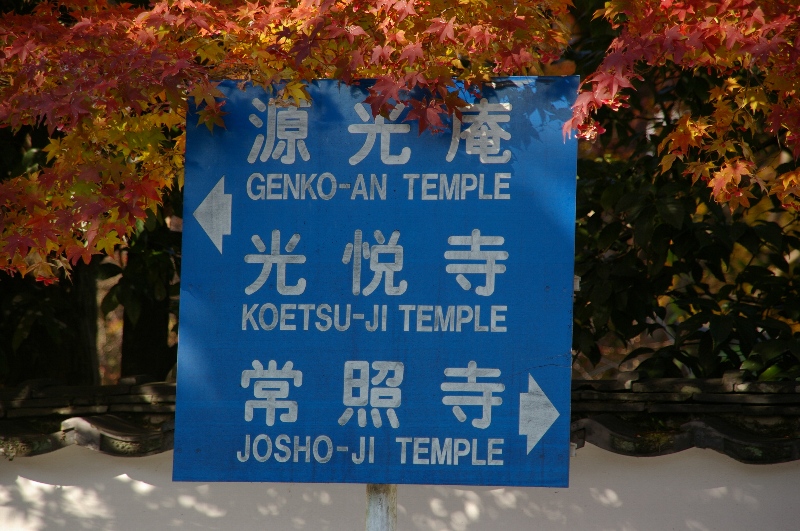 源光庵
GENKO-AN TEMPLE
光悦寺
KOETSU-JI TEMPLE
常照寺
JOSHO-JI TEMPLE